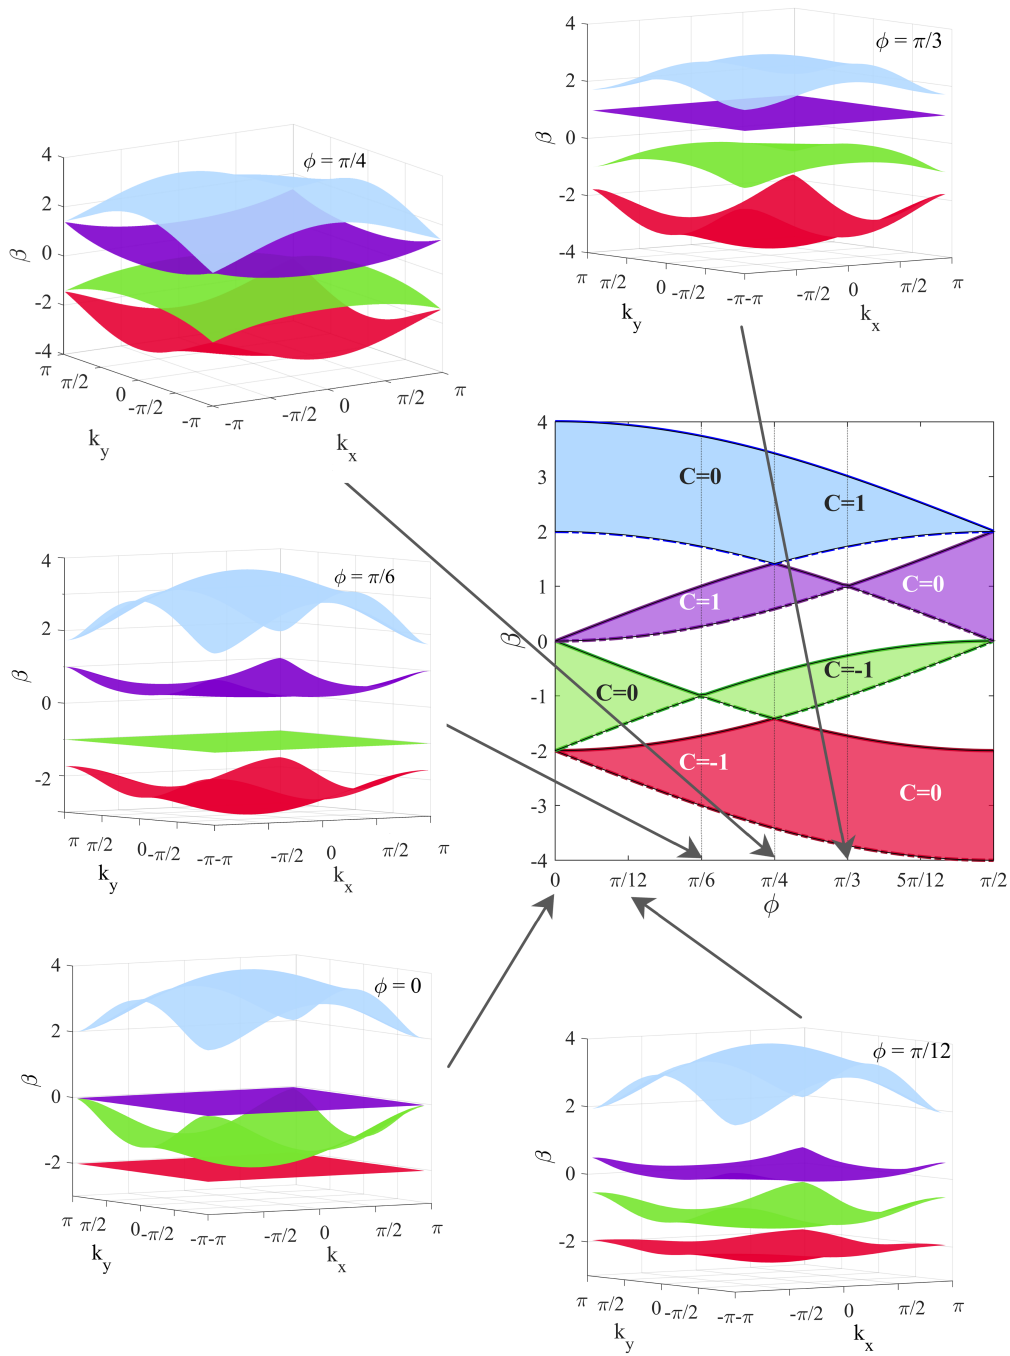 ϕ = π/3
4
2
0
-2
-4
β
π π/2 0 -π/2 -π -π -π/2 0 π/2 π
k_y
k_x
ϕ = π/4
4
2
0
-2
-4
β
π π/2 0 -π/2 -π -π -π/2 0 π/2 π
k_y
k_x
4
3
2
1
0
-1
-2
-3
-4
β
C=0
C=1
C=1
C=0
C=0
C=-1
C=-1
C=0
0 π/12 π/6 π/4 π/3 5π/12 π/2
ϕ
ϕ = π/6
4
2
0
-2
β
π π/2 0 -π/2 -π -π -π/2 0 π/2 π
k_y
k_x
ϕ = 0
4
2
0
-2
β
π π/2 0 -π/2 -π -π -π/2 0 π/2 π
k_y
k_x
ϕ = π/12
4
2
0
-2
β
π π/2 0 -π/2 -π -π -π/2 0 π/2 π
k_y
k_x